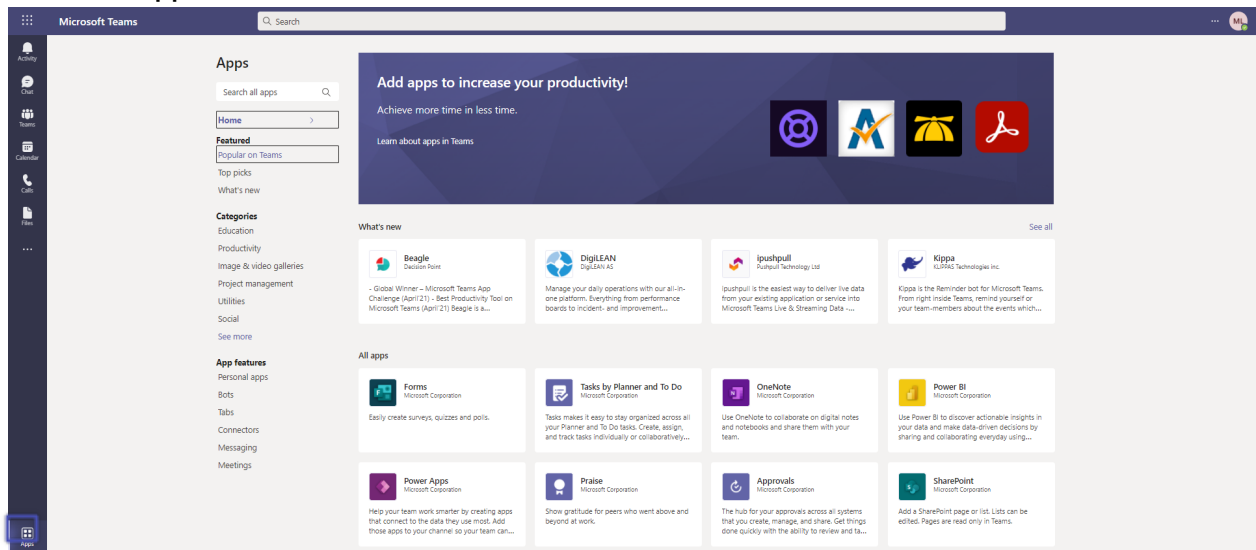 Microsoft Teams
Search
ML
Activity
Chat
Teams
Calendar
Calls
Files
Apps
Apps
Search all apps
Home
Featured
Popular on Teams
Top picks
What's new
Categories
Education
Productivity
Image & video galleries
Project management
Utilities
Social
See more
App features
Personal apps
Bots
Tabs
Connectors
Messaging
Meetings
Add apps to increase your productivity!
Achieve more time in less time.
Learn about apps in Teams
What's new
See all
Beagle
Decision Point
- Global Winner – Microsoft Teams App
Challenge (April'21) - Best Productivity Tool on
Microsoft Teams (April'21) Beagle is a...
DigiLEAN
DigiLEAN AS
Manage your daily operations with our all-in-
one platform. Everything from performance
boards to incident- and improvement...
ipushpull
Pushpull Technology Ltd
ipushpull is the easiest way to deliver live data
from your existing application or service into
Microsoft Teams Live & Streaming Data -...
Kippa
KLIPPAS Technologies inc.
Kippa is the Reminder bot for Microsoft Teams.
From right inside Teams, remind yourself or
your team-members about the events which...
All apps
Forms
Microsoft Corporation
Easily create surveys, quizzes and polls.
Tasks by Planner and To Do
Microsoft Corporation
Tasks makes it easy to stay organized across all
your Planner and To Do tasks. Create, assign,
and track tasks individually or collaboratively...
OneNote
Microsoft Corporation
Use OneNote to collaborate on digital notes
and notebooks and share them with your
team.
Power BI
Microsoft Corporation
Use Power BI to discover actionable insights in
your data and make data-driven decisions by
sharing and collaborating everyday using...
Power Apps
Microsoft Corporation
Help your team work smarter by creating apps
that connect to the data they use most. Add
those apps to your channel so your team can...
Praise
Microsoft Corporation
Show gratitude for peers who went above and
beyond at work.
Approvals
Microsoft Corporation
The hub for your approvals across all systems
that you create, manage, and share. Get things
done quickly with the ability to review and ta...
SharePoint
Microsoft Corporation
Add a SharePoint page or list. Lists can be
edited. Pages are read only in Teams.